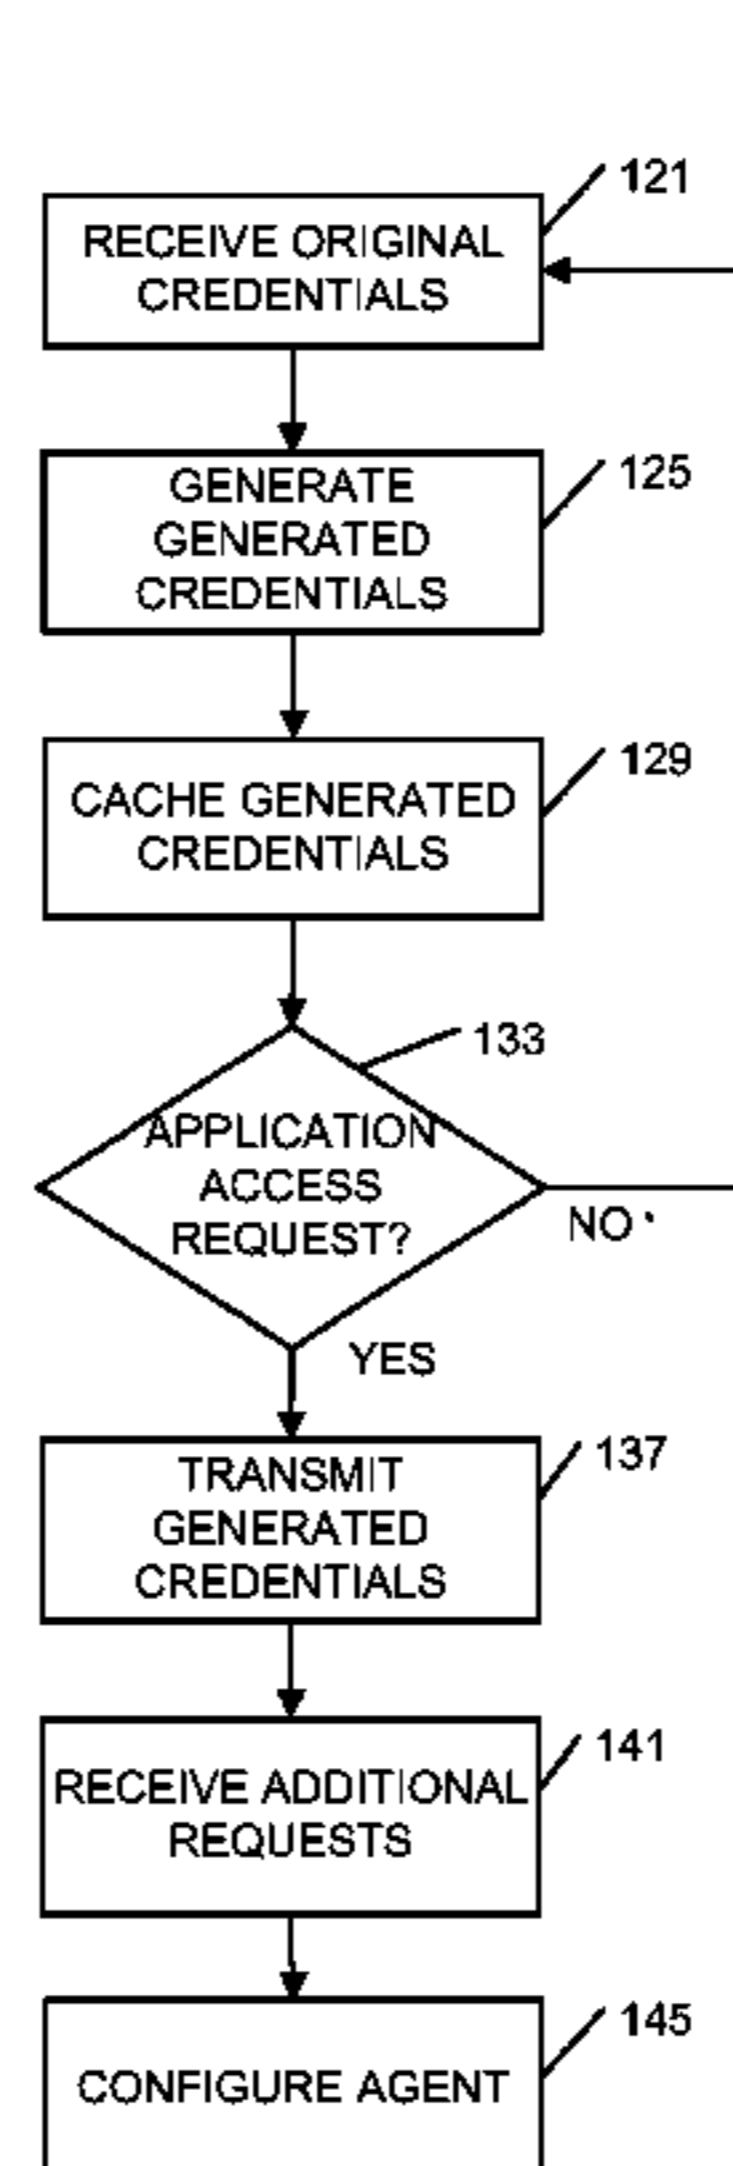 121
RECEIVE ORIGINAL
CREDENTIALS
125
GENERATE
GENERATED
CREDENTIALS
129
CACHE GENERATED
CREDENTIALS
133
APPLICATION
ACCESS
REQUEST?
NO
YES
137
TRANSMIT
GENERATED
CREDENTIALS
141
RECEIVE ADDITIONAL
REQUESTS
145
CONFIGURE AGENT